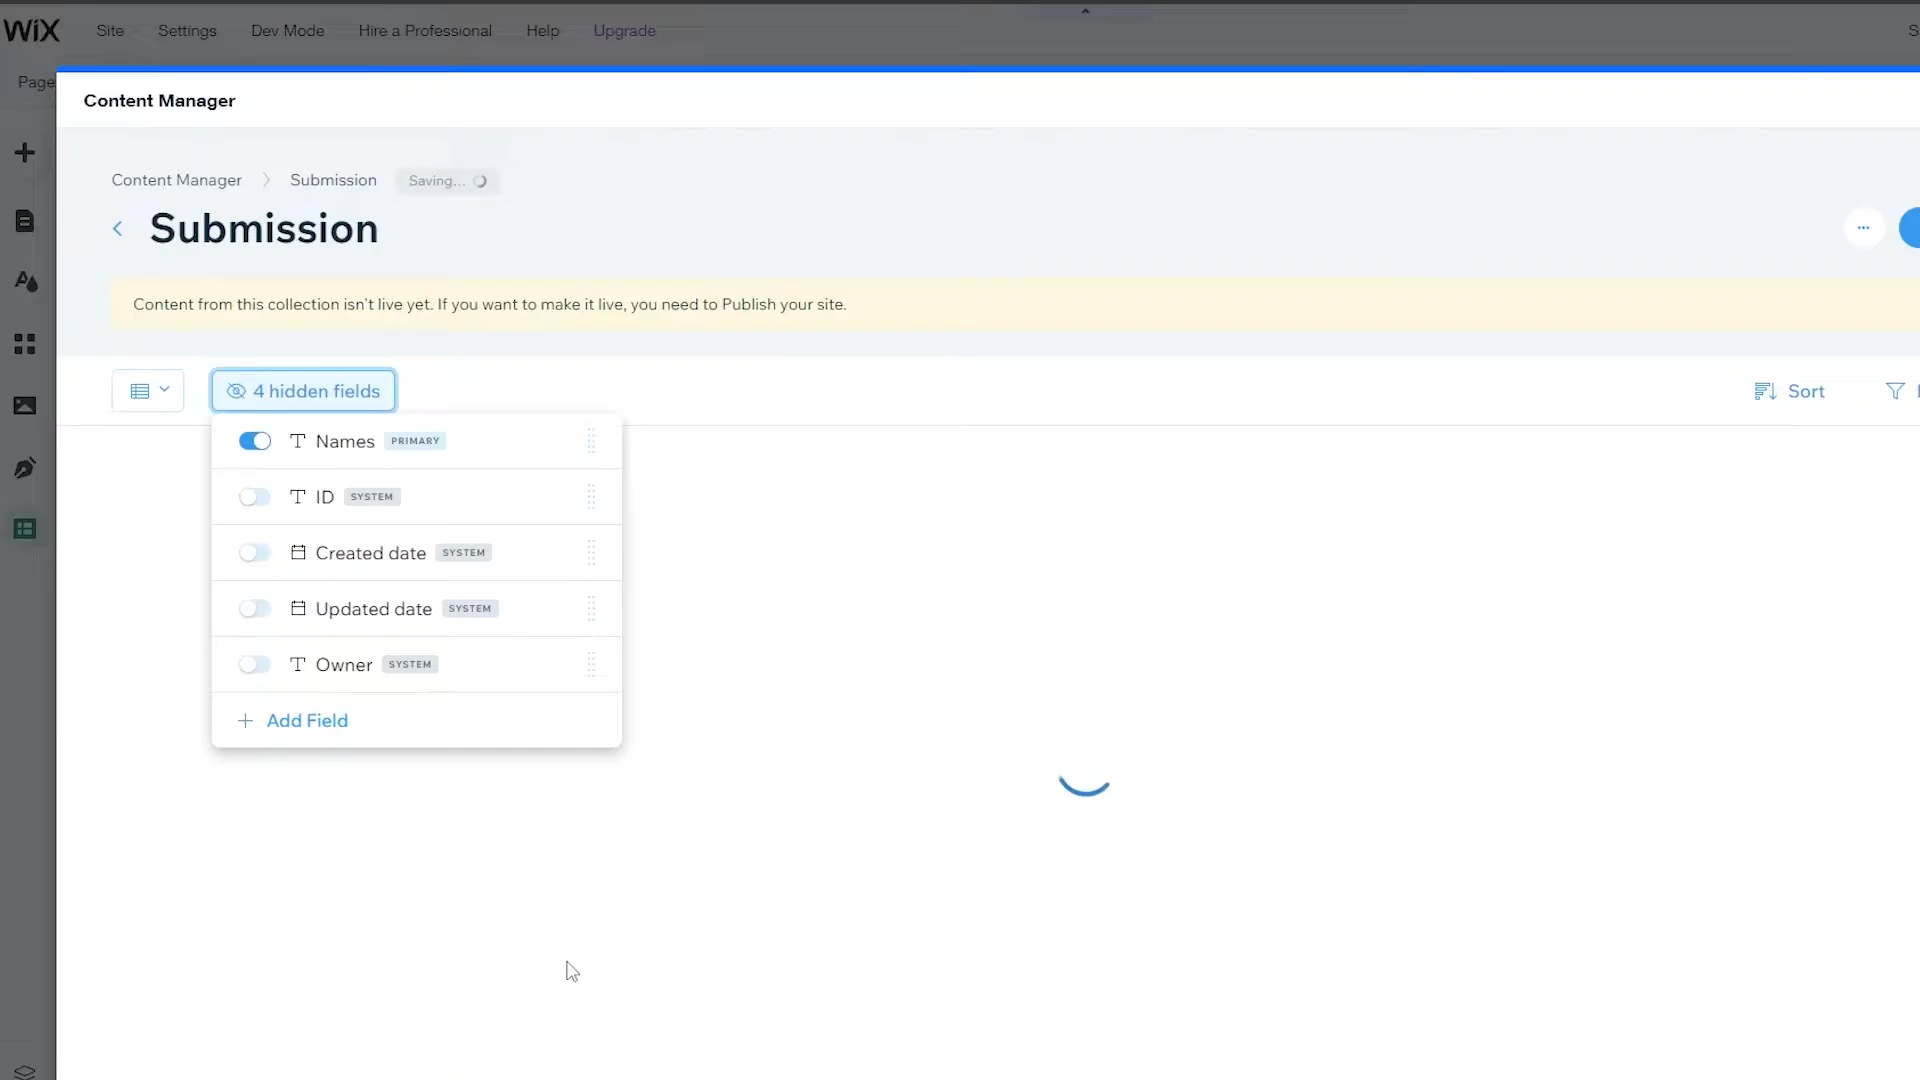 WiX Site Settings Dev Mode Hire a Professional Help Upgrade
Page
Content Manager
Content Manager Submission Saving...
Submission
Content from this collection isn't live yet. If you want to make it live, you need to Publish your site.
4 hidden fields Sort
Names PRIMARY
ID SYSTEM
Created date SYSTEM
Updated date SYSTEM
Owner SYSTEM
+ Add Field